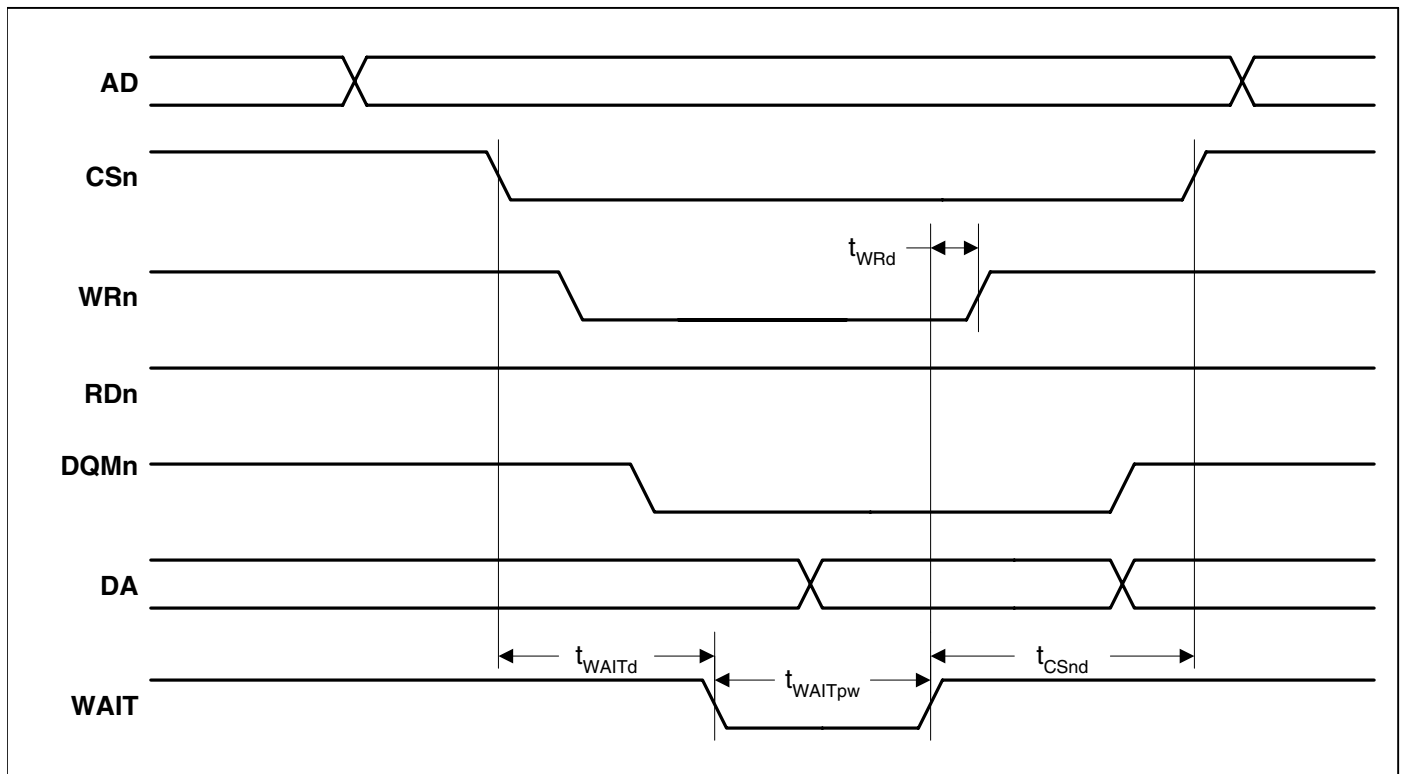 AD
CSn
tWRd
WRn
RDn
DQMn
DA
tWAITd
tCSnd
tWAITpw
WAIT